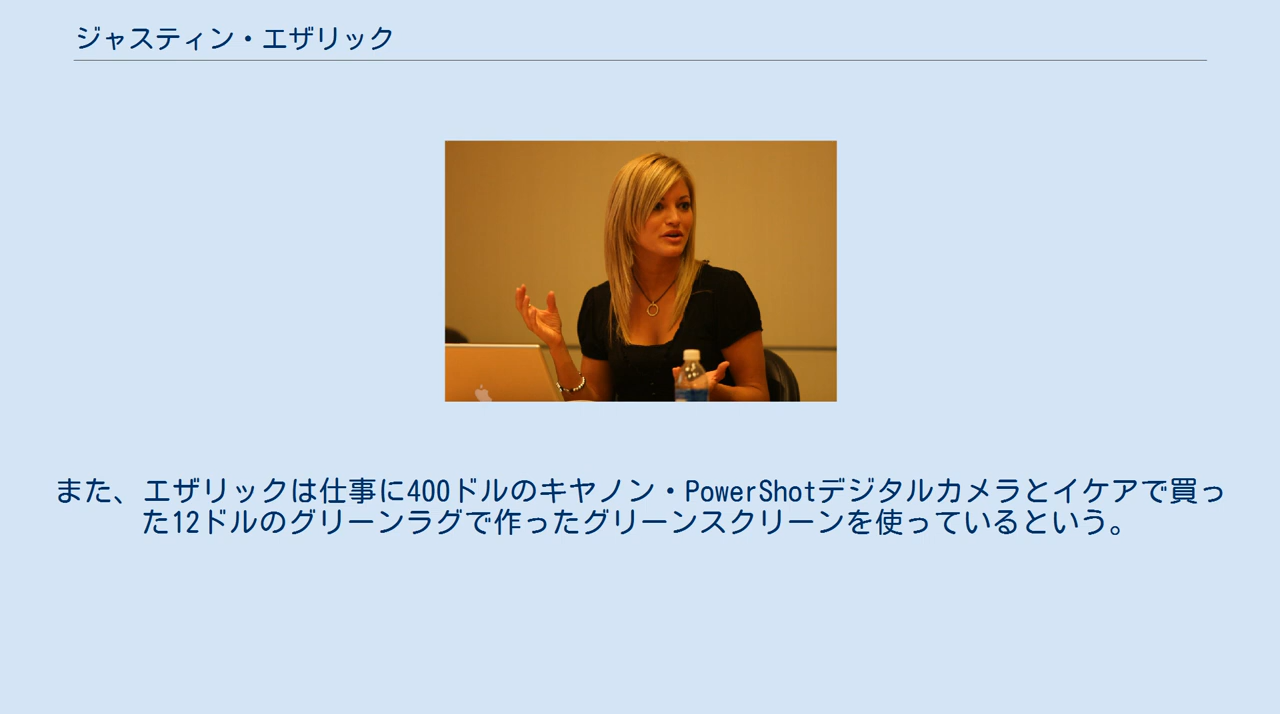 ジャスティン・エザリック
また、エザリックは仕事に400ドルのキヤノン・PowerShotデジタルカメラとイケアで買っ
た12ドルのグリーンラグで作ったグリーンスクリーンを使っているという。